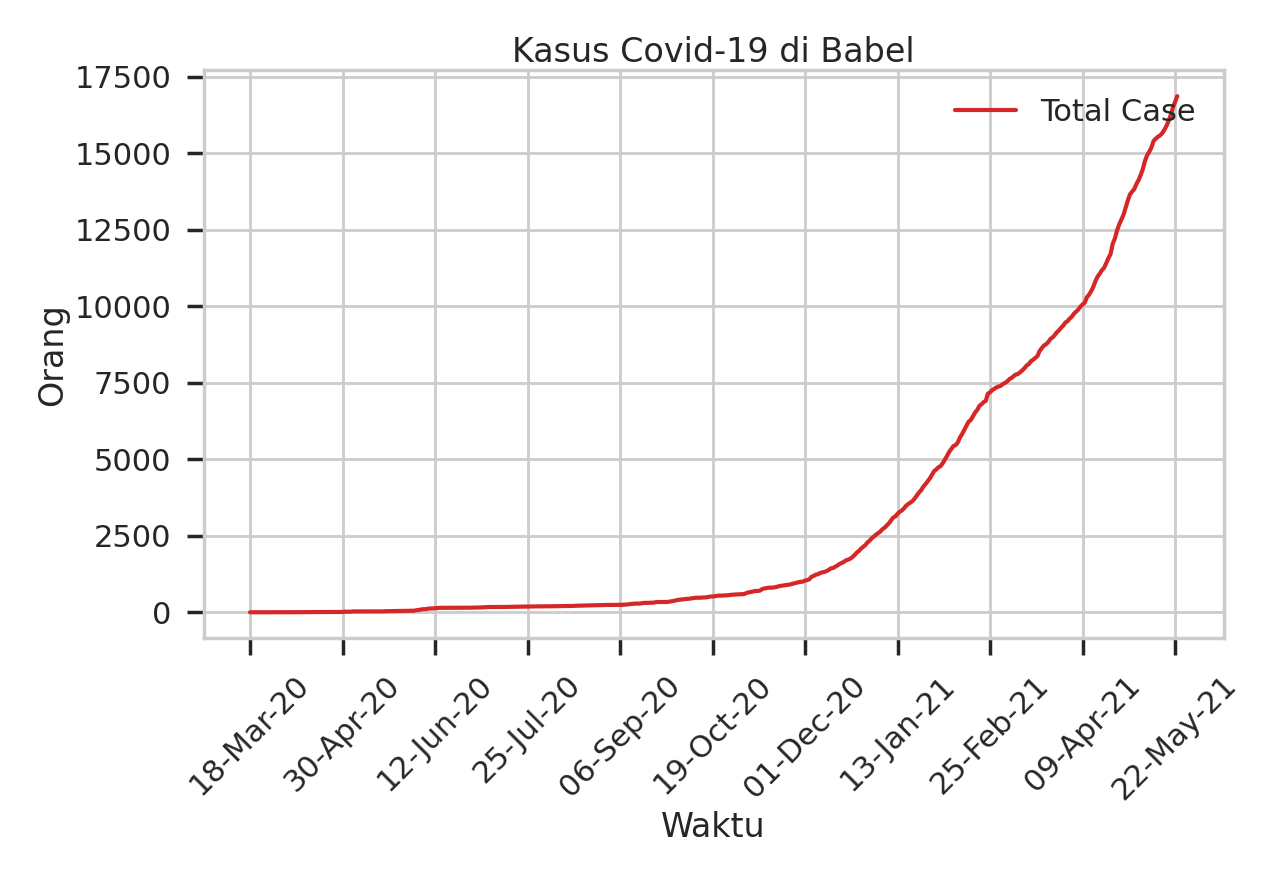 Kasus Covid-19 di Babel
Total Case
Orang
17500
15000
12500
10000
7500
5000
2500
0
18-Mar-20
30-Apr-20
12-Jun-20
25-Jul-20
06-Sep-20
19-Oct-20
01-Dec-20
13-Jan-21
25-Feb-21
09-Apr-21
22-May-21
Waktu